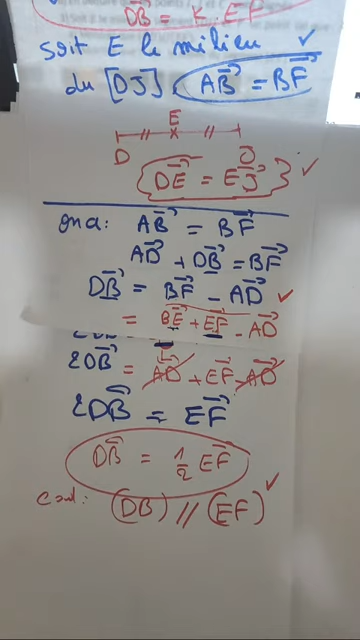 DB⃗ = K . EF⃗
soit E le milieu ✓
du [DJ], AB⃗ = BF⃗
E
D J
DE⃗ = EJ⃗ ✓
on a: AB⃗ = BF⃗
AD⃗ + DB⃗ = BF⃗
DB⃗ = BF⃗ - AD⃗ ✓
= BE⃗ + EF⃗ - AD⃗
2DB⃗ = AD⃗ + EF⃗ - AD⃗
2DB⃗ = EF⃗
DB⃗ = 1/2 EF⃗
Ccel: (DB) // (EF) ✓